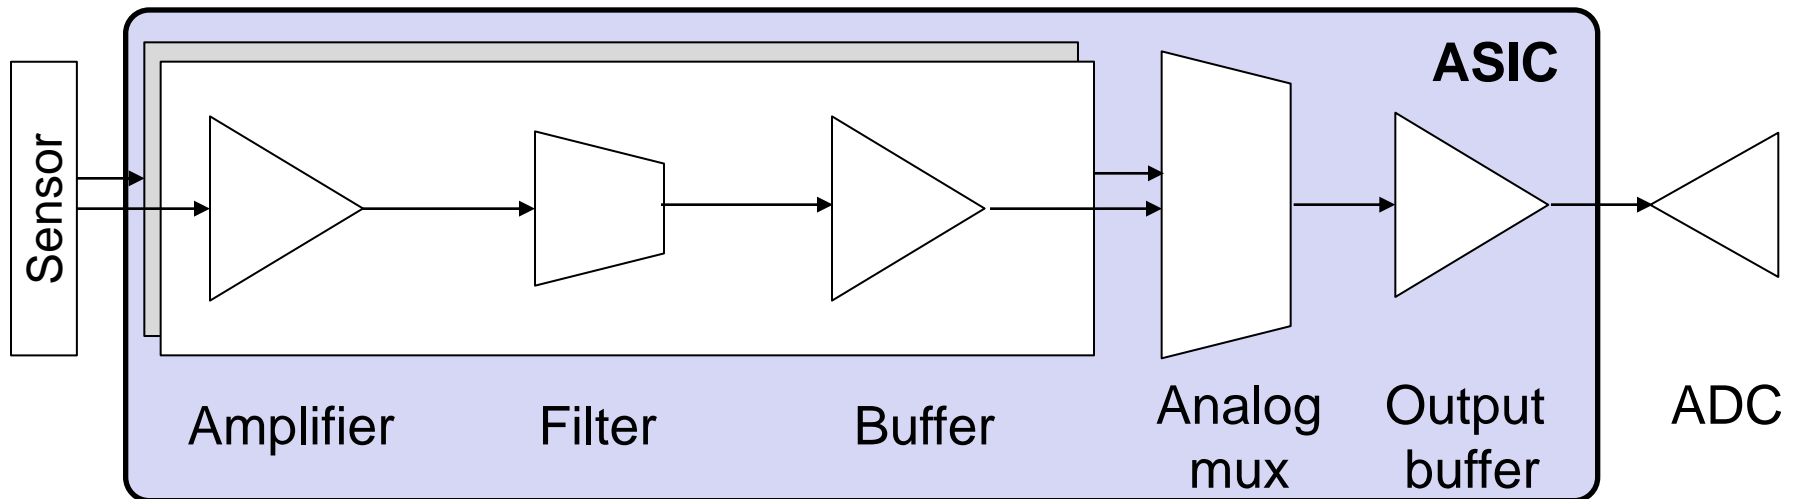 ASIC
Sensor
Amplifier
Filter
Buffer
Analog
mux
Output
buffer
ADC